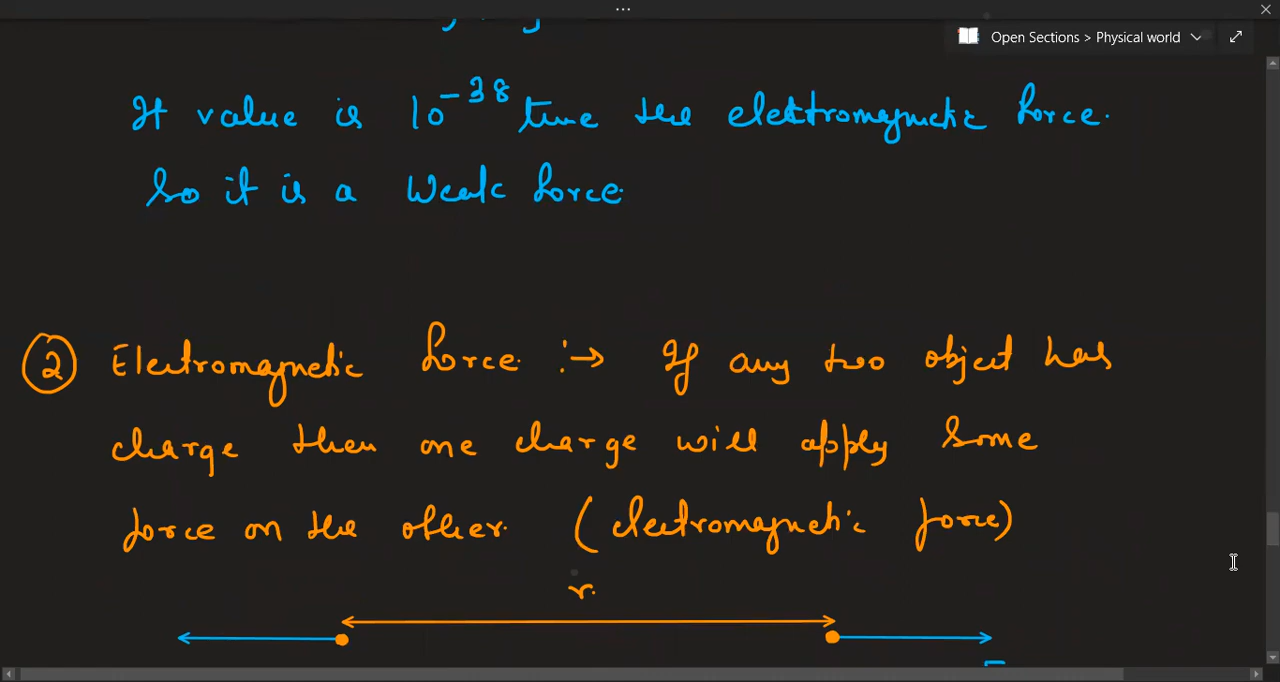 Open Sections > Physical world
It value is 10^-38 time the electromagnetic force.
So it is a Weak force.
② Electromagnetic force :→ If any two object has
charge then one charge will apply some
force on the other. (electromagnetic force)
r.